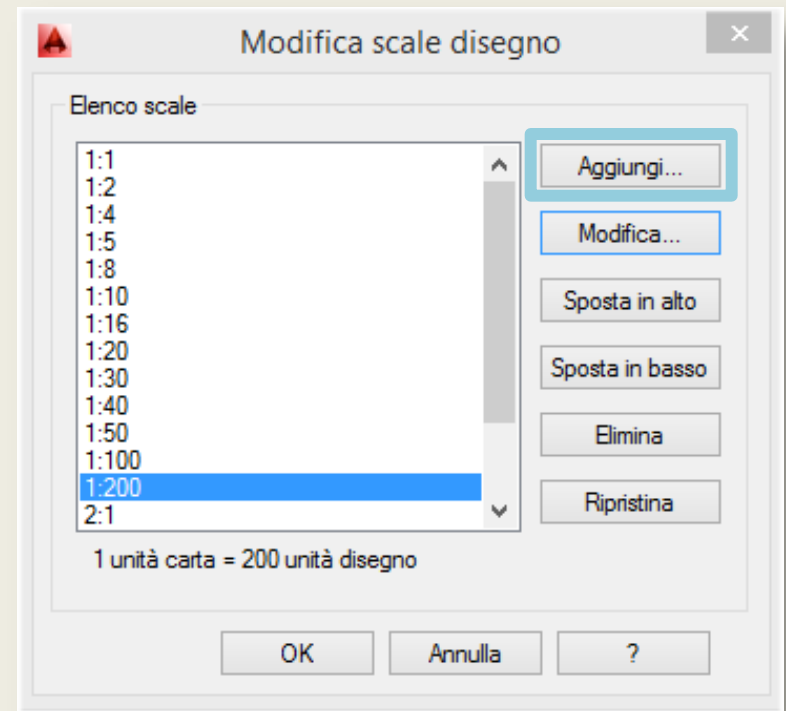 Modifica scale disegno
Elenco scale
1:1
1:2
1:4
1:5
1:8
1:10
1:16
1:20
1:30
1:40
1:50
1:100
1:200
2:1
Aggiungi...
Modifica...
Sposta in alto
Sposta in basso
Elimina
Ripristina
1 unità carta = 200 unità disegno
OK
Annulla
?